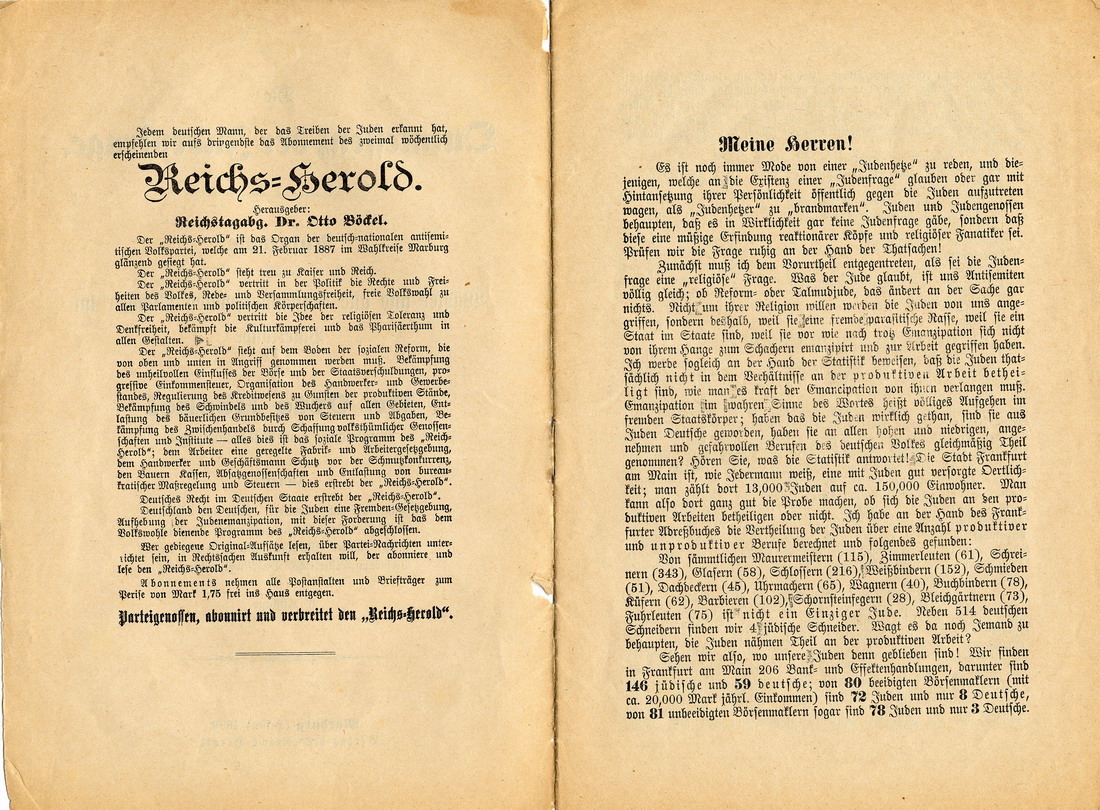 Jedem deutschen Mann, der das Treiben der Juden erkannt hat,
empfehlen wir aufs dringendste das Abonnement des zweimal wöchentlich
erscheinenden
Reichs-Herold.
Herausgeber:
Reichstagabg. Dr. Otto Böckel.
Der „Reichs-Herold“ ist das Organ der deutsch-nationalen antisemi-
tischen Volkspartei, welche am 21. Februar 1887 im Wahlkreise Marburg
glänzend gesiegt hat.
Der „Reichs-Herold“ steht treu zu Kaiser und Reich.
Der „Reichs-Herold“ vertritt in der Politik die Rechte und Frei-
heiten des Volkes, Rede- und Versammlungsfreiheit, freie Volkswahl zu
allen Parlamenten und politischen Körperschaften.
Der „Reichs-Herold“ vertritt die Idee der religiösen Toleranz und
Denkfreiheit, bekämpft die Kulturkämpferei und das Pharisäerthum in
allen Gestalten.
Der „Reichs-Herold“ steht auf dem Boden der sozialen Reform, die
von oben und unten in Angriff genommen werden muß. Bekämpfung
des unheilvollen Einflusses der Börse und der Staatsverschuldungen, pro-
gressive Einkommensteuer, Organisation des Handwerker- und Gewerbe-
standes, Regulierung des Kreditwesens zu Gunsten der produktiven Stände,
Bekämpfung des Schwindels und des Wuchers auf allen Gebieten, Ent-
lastung des bäuerlichen Grundbesitzes von Steuern und Abgaben, Be-
kämpfung des Zwischenhandels durch Schaffung volksthümlicher Genossen-
schaften und Institute — alles dies ist das soziale Programm des „Reich-
Herold“; dem Arbeiter eine geregelte Fabrik- und Arbeitergesetzgebung,
dem Handwerker und Geschäftsmann Schutz vor der Schmutzkonkurrenz,
den Bauern Kassen, Absatzgenossenschaften und Entlastung von bureau-
kratischer Maßregelung und Steuern — dies erstrebt der „Reichs-Herold“.
Deutsches Recht im Deutschen Staate erstrebt der „Reichs-Herold“.
Deutschland den Deutschen, für die Juden eine Fremden-Gesetzgebung,
Aufhebung der Judenemanzipation, mit dieser Forderung ist das dem
Volkswohle dienende Programm des „Reichs-Herold“ abgeschlossen.
Wer gediegene Original-Aufsätze lesen, über Partei-Nachrichten unter-
richtet sein, in Rechtsachen Auskunft erhalten will, der abonniere und
lese den „Reichs-Herold“.
Abonnements nehmen alle Postanstalten und Briefträger zum
Preise von Mark 1,75 frei ins Haus entgegen.
Parteigenossen, abonnirt und verbreitet den „Reichs-Herold“.
Meine Herren!
Es ist noch immer Mode von einer „Judenhetze“ zu reden, und die-
jenigen, welche an die Existenz einer „Judenfrage“ glauben oder gar mit
Hintansetzung ihrer Persönlichkeit öffentlich gegen die Juden aufzutreten
wagen, als „Judenhetzer“ zu „brandmarken“. Juden und Judengenossen
behaupten, daß es in Wirklichkeit gar keine Judenfrage gäbe, sondern daß
diese eine müßige Erfindung reaktionärer Köpfe und religiöser Fanatiker sei.
Prüfen wir die Frage ruhig an der Hand der Thatsachen!
Zunächst muß ich dem Vorurtheil entgegentreten, als sei die Juden-
frage eine „religiöse“ Frage. Was der Jude glaubt, ist uns Antisemiten
völlig gleich; ob Reform- oder Talmudjude, das ändert an der Sache gar
nichts. Nicht um ihrer Religion willen werden die Juden von uns ange-
griffen, sondern deshalb, weil sie eine fremde parasitische Rasse, weil sie ein
Staat im Staate sind, weil sie vor wie nach trotz Emanzipation sich nicht
von ihrem Hange zum Schachern emanzipirt und zur Arbeit gegriffen haben.
Ich werde sogleich an der Hand der Statistik beweisen, daß die Juden that-
sächlich nicht in dem Verhältnisse an der produktiven Arbeit bethei-
ligt sind, wie man es kraft der Emancipation von ihnen verlangen muß.
Emanzipation im wahren Sinne des Wortes heißt völliges Aufgehen im
fremden Staatskörper; haben das die Juden wirklich gethan, sind sie aus
Juden Deutsche geworden, haben sie an allen hohen und niedrigen, ange-
nehmen und gefahrvollen Berufen des deutschen Volkes gleichmäßig Theil
genommen? Hören Sie, was die Statistik antwortet! Die Stadt Frankfurt
am Main ist, wie Jedermann weiß, eine mit Juden gut versorgte Oertlich-
keit; man zählt dort 13,000 Juden auf ca. 150,000 Einwohner. Man
kann also dort ganz gut die Probe machen, ob sich die Juden an den pro-
duktiven Arbeiten betheiligen oder nicht. Ich habe an der Hand des Frank-
furter Adreßbuches die Vertheilung der Juden über eine Anzahl produktiver
und unproduktiver Berufe berechnet und folgendes gefunden:
Von sämmtlichen Maurermeistern (115), Zimmerleuten (61), Schrei-
nern (343), Glasern (58), Schlossern (216), Weißbindern (152), Schmieden
(51), Dachdeckern (45), Uhrmachern (65), Wagnern (40), Buchbindern (78),
Küfern (62), Barbieren (102), Schornsteinfegern (28), Bleichgärtnern (73),
Fuhrleuten (75) ist nicht ein Einziger Jude. Neben 514 deutschen
Schneidern finden wir 4 jüdische Schneider. Wagt es da noch Jemand zu
behaupten, die Juden nähmen Theil an der produktiven Arbeit?
Sehen wir also, wo unsere Juden denn geblieben sind! Wir finden
in Frankfurt am Main 206 Bank- und Effektenhandlungen, darunter sind
146 jüdische und 59 deutsche; von 80 beeidigten Börsenmaklern (mit
ca. 20,000 Mark jährl. Einkommen) sind 72 Juden und nur 8 Deutsche,
von 81 unbeeidigten Börsenmaklern sogar sind 78 Juden und nur 3 Deutsche.